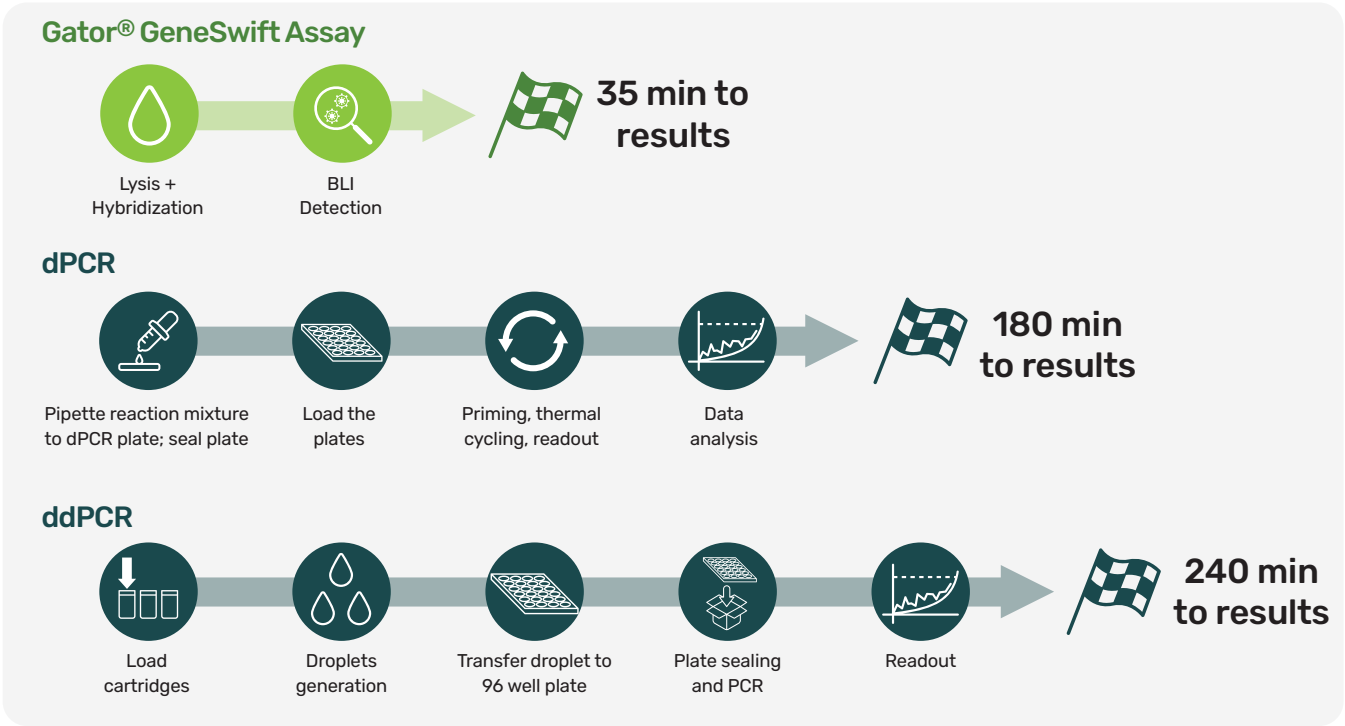 Gator® GeneSwift Assay
35 min to
results
Lysis +
Hybridization
BLI
Detection
dPCR
180 min
to results
Pipette reaction mixture
to dPCR plate; seal plate
Load the
plates
Priming, thermal
cycling, readout
Data
analysis
ddPCR
240 min
to results
Load
cartridges
Droplets
generation
Transfer droplet to
96 well plate
Plate sealing
and PCR
Readout